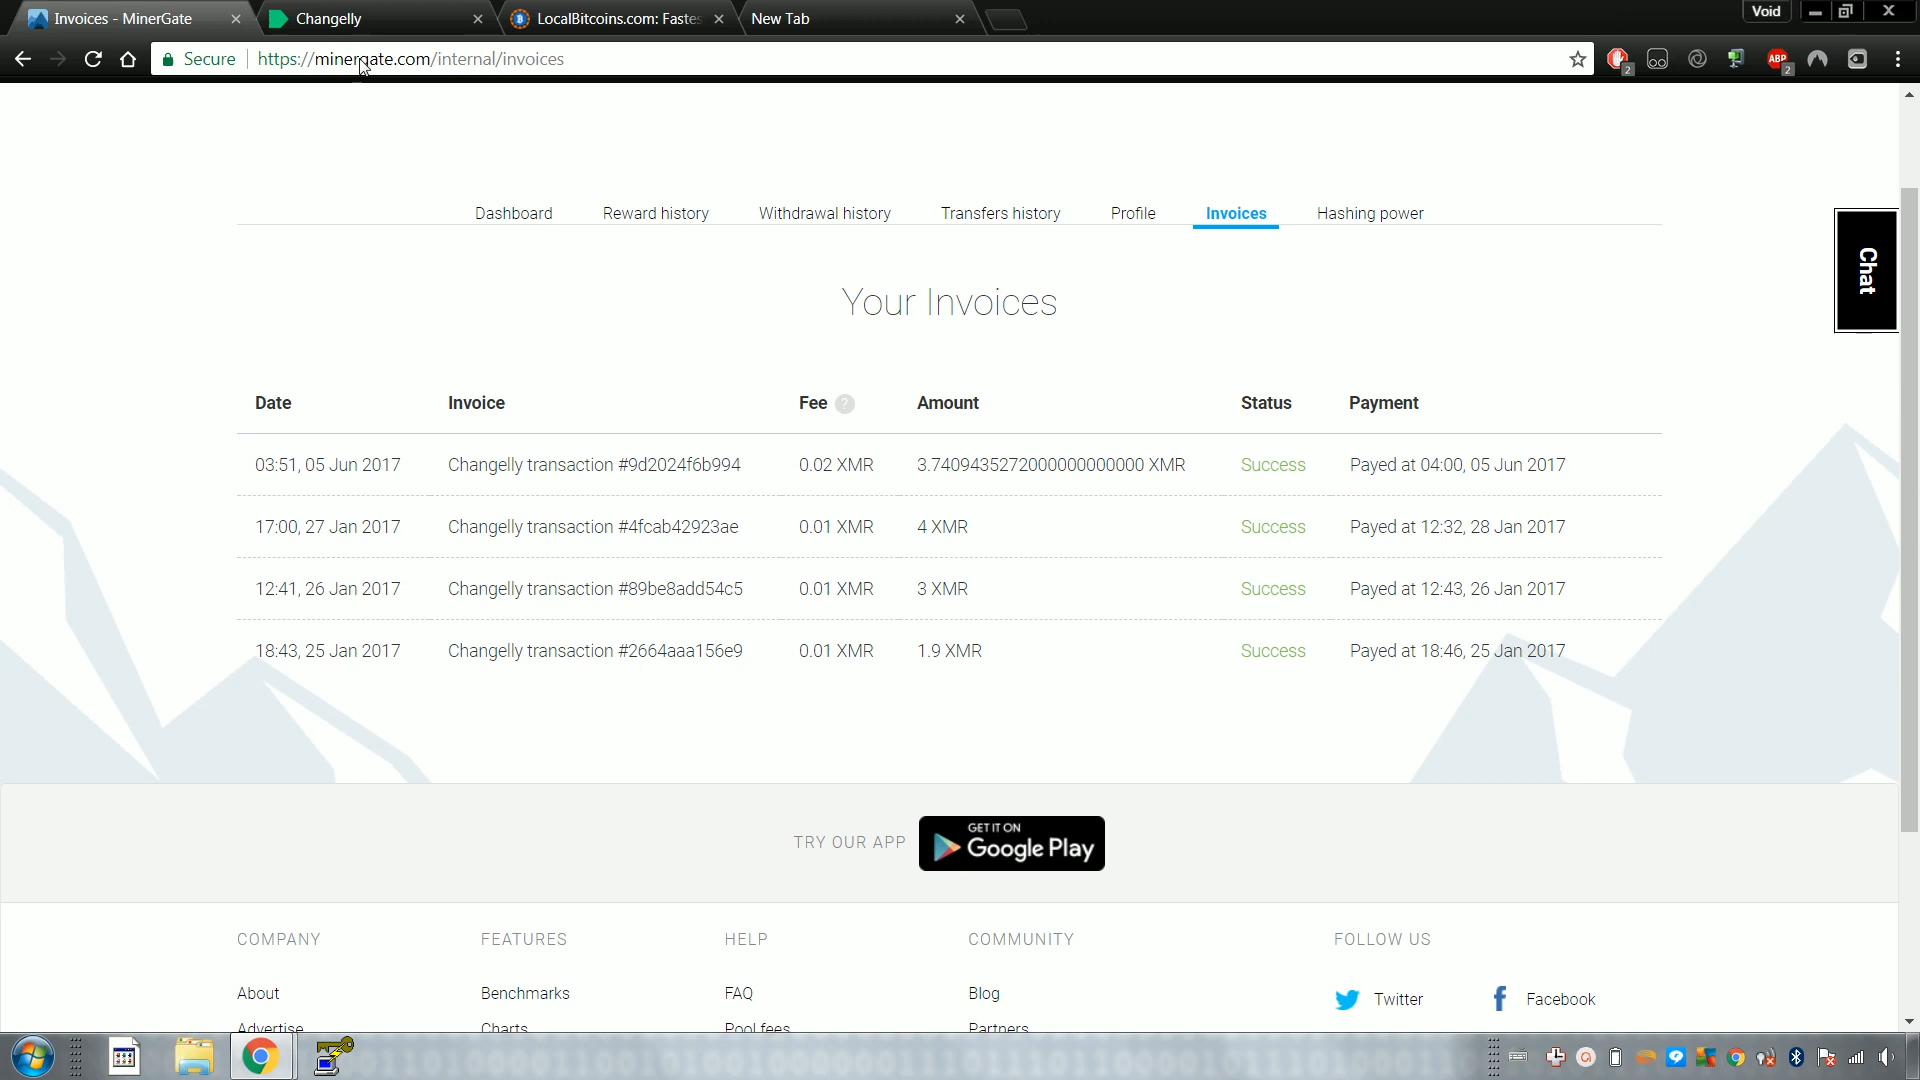 Invoices - MinerGate
Changelly
LocalBitcoins.com: Fastes
New Tab
Void
Secure
https://minergate.com/internal/invoices
2
ABP
2
Dashboard Reward history Withdrawal history Transfers history Profile Invoices Hashing power
Chat
Your Invoices
Date Invoice Fee ? Amount Status Payment
03:51, 05 Jun 2017 Changelly transaction #9d2024f6b994 0.02 XMR 3.7409435272000000000000 XMR Success Payed at 04:00, 05 Jun 2017
17:00, 27 Jan 2017 Changelly transaction #4fcab42923ae 0.01 XMR 4 XMR Success Payed at 12:32, 28 Jan 2017
12:41, 26 Jan 2017 Changelly transaction #89be8add54c5 0.01 XMR 3 XMR Success Payed at 12:43, 26 Jan 2017
18:43, 25 Jan 2017 Changelly transaction #2664aaa156e9 0.01 XMR 1.9 XMR Success Payed at 18:46, 25 Jan 2017
TRY OUR APP
GET IT ON
Google Play
COMPANY FEATURES HELP COMMUNITY FOLLOW US
About Benchmarks FAQ Blog Twitter Facebook
Advertise Charts Pool fees Partners